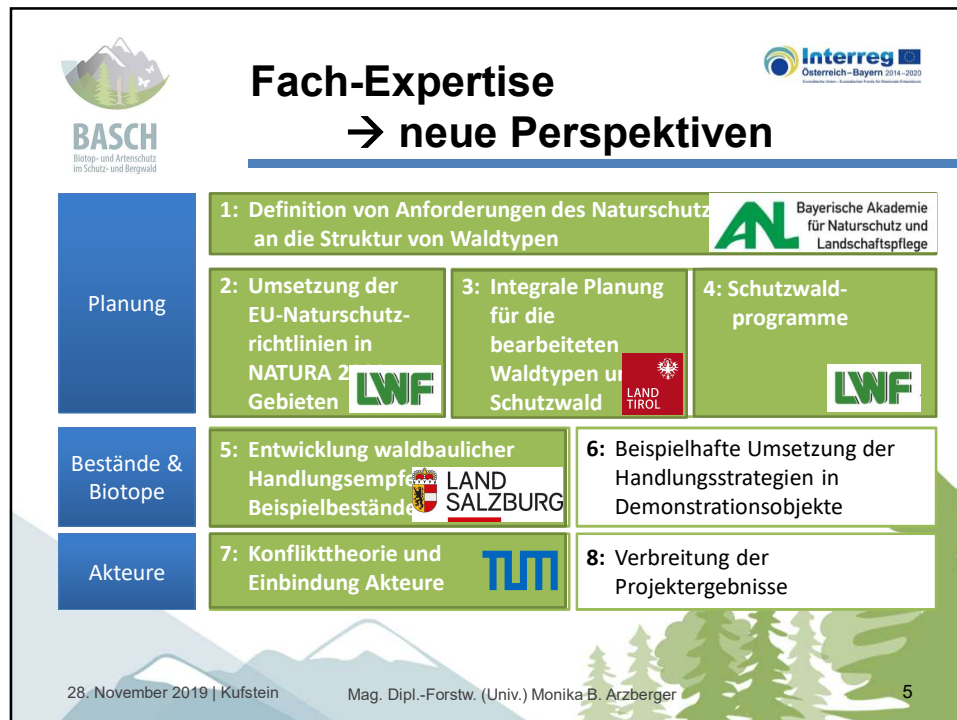 BASCH
Biotop- und Artenschutz
im Schutz- und Bergwald
Fach-Expertise
→ neue Perspektiven
Interreg
Österreich-Bayern 2014-2020
Planung
1: Definition von Anforderungen des Naturschutz
an die Struktur von Waldtypen
ANL
Bayerische Akademie
für Naturschutz und
Landschaftspflege
2: Umsetzung der
EU-Naturschutz-
richtlinien in
NATURA 2
Gebieten
LWF
3: Integrale Planung
für die
bearbeiteten
Waldtypen u
Schutzwald
LAND
TIROL
4: Schutzwald-
programme
LWF
Bestände &
Biotope
5: Entwicklung waldbaulicher
Handlungsempf
Beispielbestände
LAND
SALZBURG
6: Beispielhafte Umsetzung der
Handlungsstrategien in
Demonstrationsobjekte
Akteure
7: Konflikttheorie und
Einbindung Akteure
TUM
8: Verbreitung der
Projektergebnisse
28. November 2019 | Kufstein
Mag. Dipl.-Forstw. (Univ.) Monika B. Arzberger
5